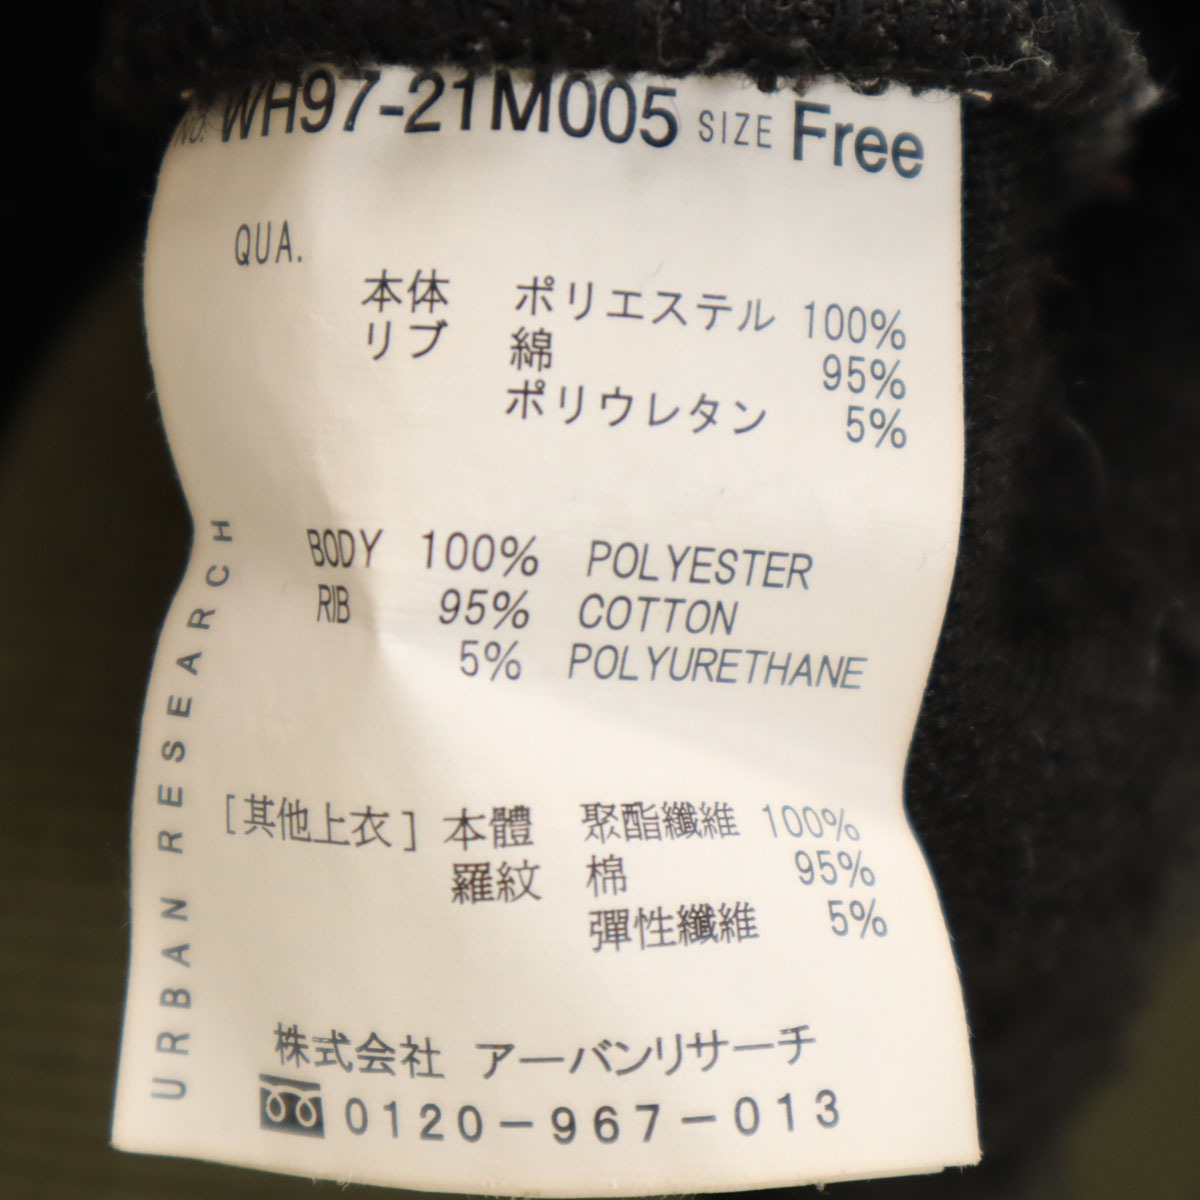 No. WH97-21M005 SIZE Free
QUA.
本体 ポリエステル 100%
リブ 綿 95%
ポリウレタン 5%
BODY 100% POLYESTER
RIB 95% COTTON
5% POLYURETHANE
[其他上衣] 本體 聚酯纖維 100%
羅紋 棉 95%
彈性纖維 5%
株式会社 アーバンリサーチ
0120-967-013
URBAN RESEARCH